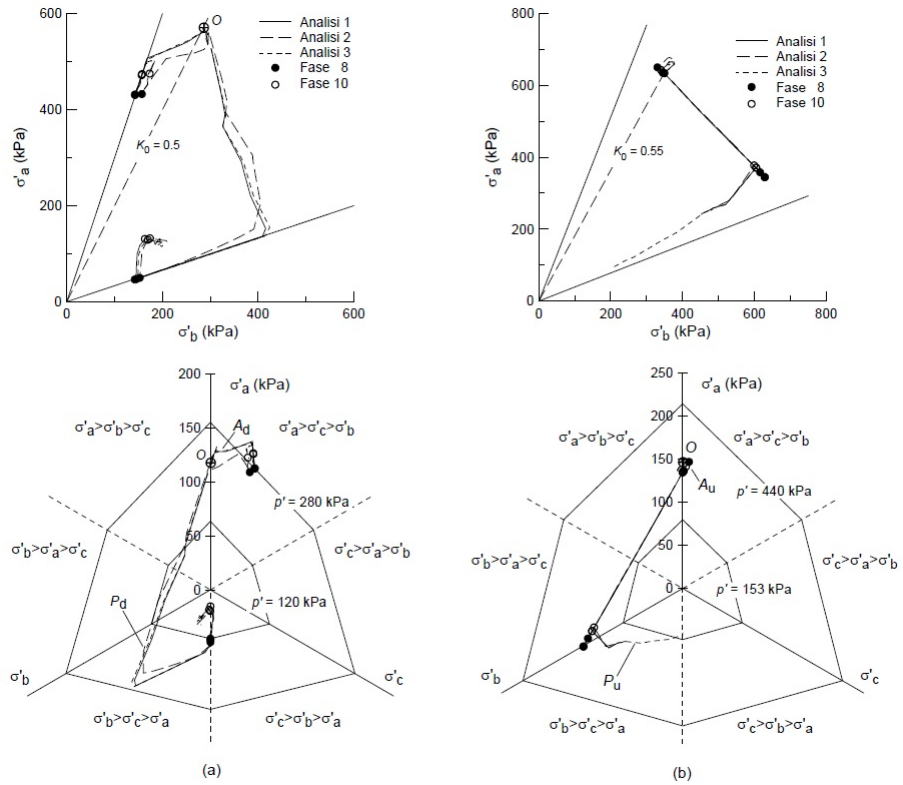 600
400
200
0
0
200
400
600
σ'a (kPa)
σ'b (kPa)
O
K0 = 0.5
Analisi 1
Analisi 2
Analisi 3
Fase 8
Fase 10
800
600
400
200
0
0
200
400
600
800
σ'a (kPa)
σ'b (kPa)
K0 = 0.55
Analisi 1
Analisi 2
Analisi 3
Fase 8
Fase 10
200
150
100
50
0
σ'a (kPa)
σ'a>σ'b>σ'c
σ'a>σ'c>σ'b
O
Ad
p' = 280 kPa
σ'b>σ'a>σ'c
σ'c>σ'a>σ'b
Pd
p' = 120 kPa
σ'b
σ'c
σ'b>σ'c>σ'a
σ'c>σ'b>σ'a
(a)
250
200
150
100
50
0
σ'a (kPa)
σ'a>σ'b>σ'c
σ'a>σ'c>σ'b
O
Au
p' = 440 kPa
σ'b>σ'a>σ'c
σ'c>σ'a>σ'b
p' = 153 kPa
σ'b
σ'c
Pu
σ'b>σ'c>σ'a
σ'c>σ'b>σ'a
(b)